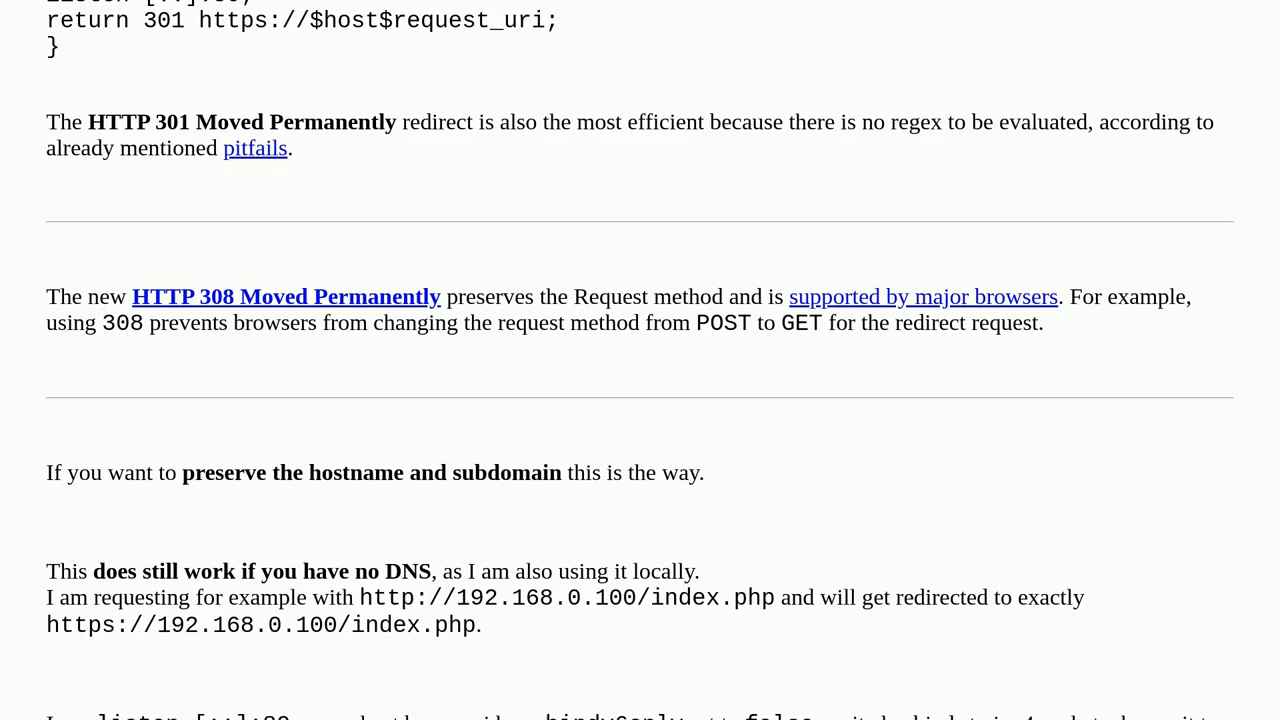 return 301 https://$host$request_uri;
}
The HTTP 301 Moved Permanently redirect is also the most efficient because there is no regex to be evaluated, according to
already mentioned pitfails.
The new HTTP 308 Moved Permanently preserves the Request method and is supported by major browsers. For example,
using 308 prevents browsers from changing the request method from POST to GET for the redirect request.
If you want to preserve the hostname and subdomain this is the way.
This does still work if you have no DNS, as I am also using it locally.
I am requesting for example with http://192.168.0.100/index.php and will get redirected to exactly
https://192.168.0.100/index.php.